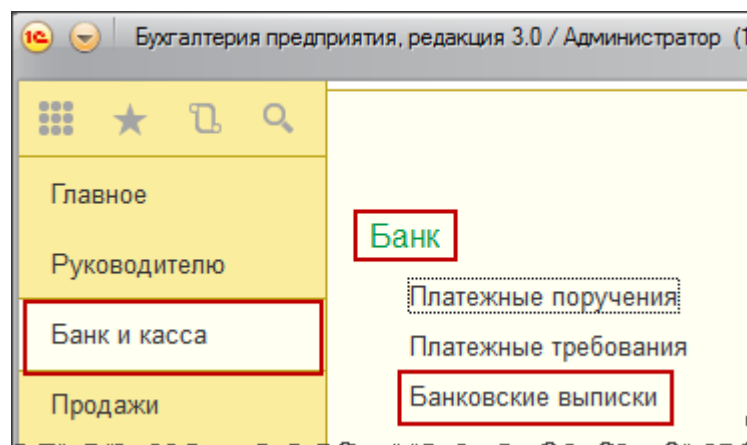 1С Бухгалтерия предприятия, редакция 3.0 / Администратор (1
Главное
Руководителю
Банк и касса
Продажи
Банк
Платежные поручения
Платежные требования
Банковские выписки